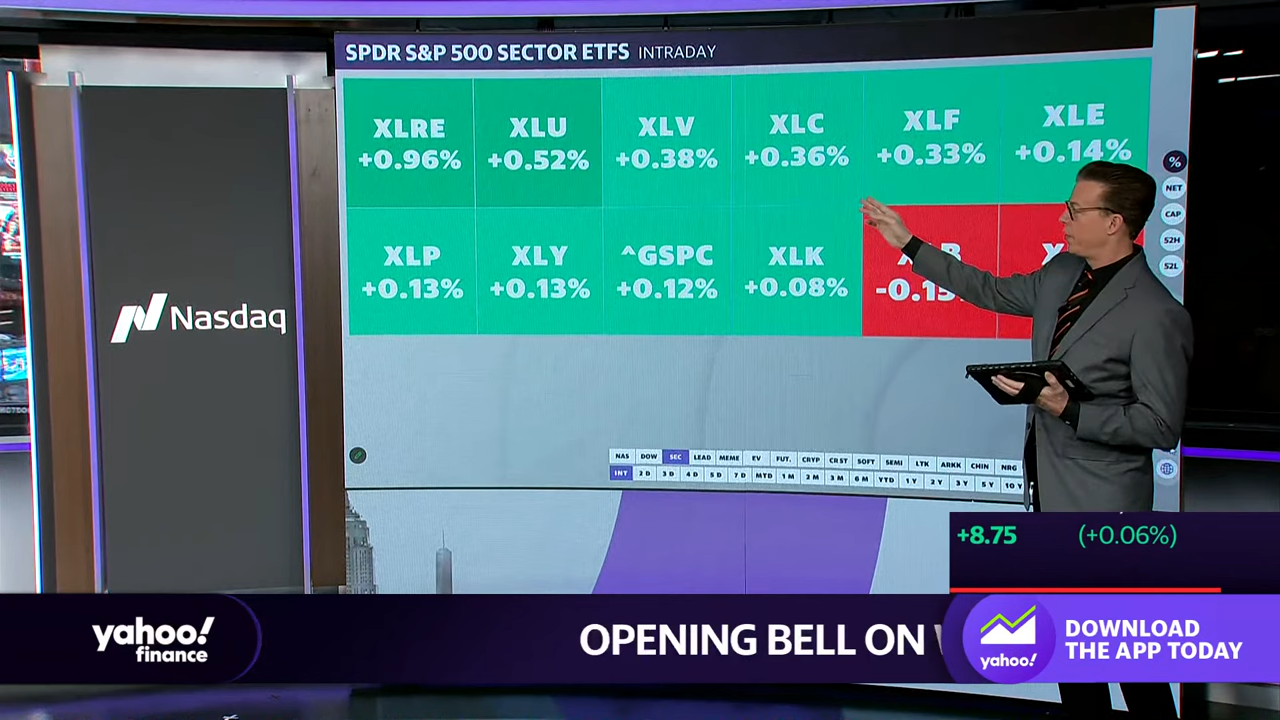 SPDR S&P 500 SECTOR ETFS INTRADAY
XLRE XLU XLV XLC XLF XLE
+0.96% +0.52% +0.38% +0.36% +0.33% +0.14%
XLP XLY ^GSPC XLK
+0.13% +0.13% +0.12% +0.08%
%
NET
CAP
52H
52L
Nasdaq
NAS DOW SEC LEAD MEME EV FUT. CRYP CRST SOFT SEMI LTK ARKK CHIN NRG
INT 2 D 3 D 4 D 5 D 7 D MTD 1 M 2 M 3 M 6 M YTD 1 Y 2 Y 3 Y 5 Y 10 Y
+8.75 (+0.06%)
yahoo!
finance
OPENING BELL ON
yahoo!
DOWNLOAD
THE APP TODAY